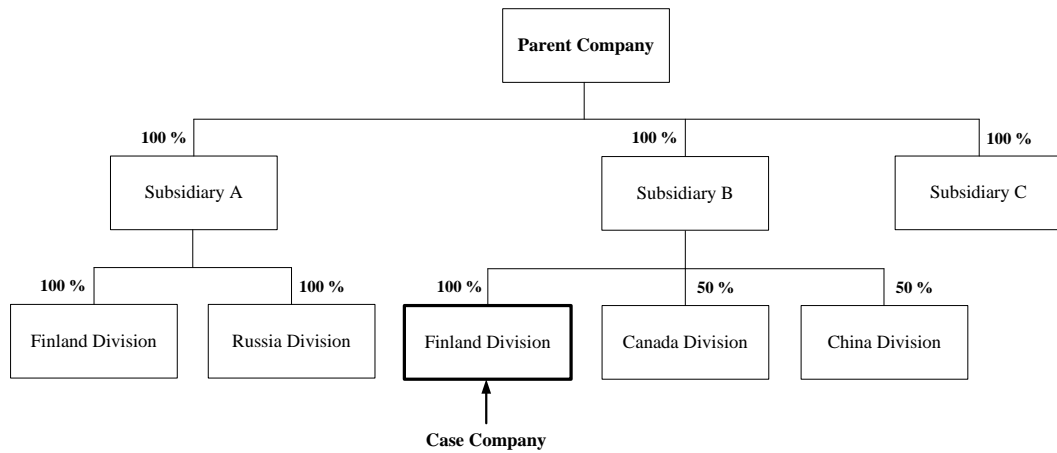 Parent Company
100 %
100 %
100 %
Subsidiary A
Subsidiary B
Subsidiary C
100 %
100 %
100 %
50 %
50 %
Finland Division
Russia Division
Finland Division
Canada Division
China Division
Case Company